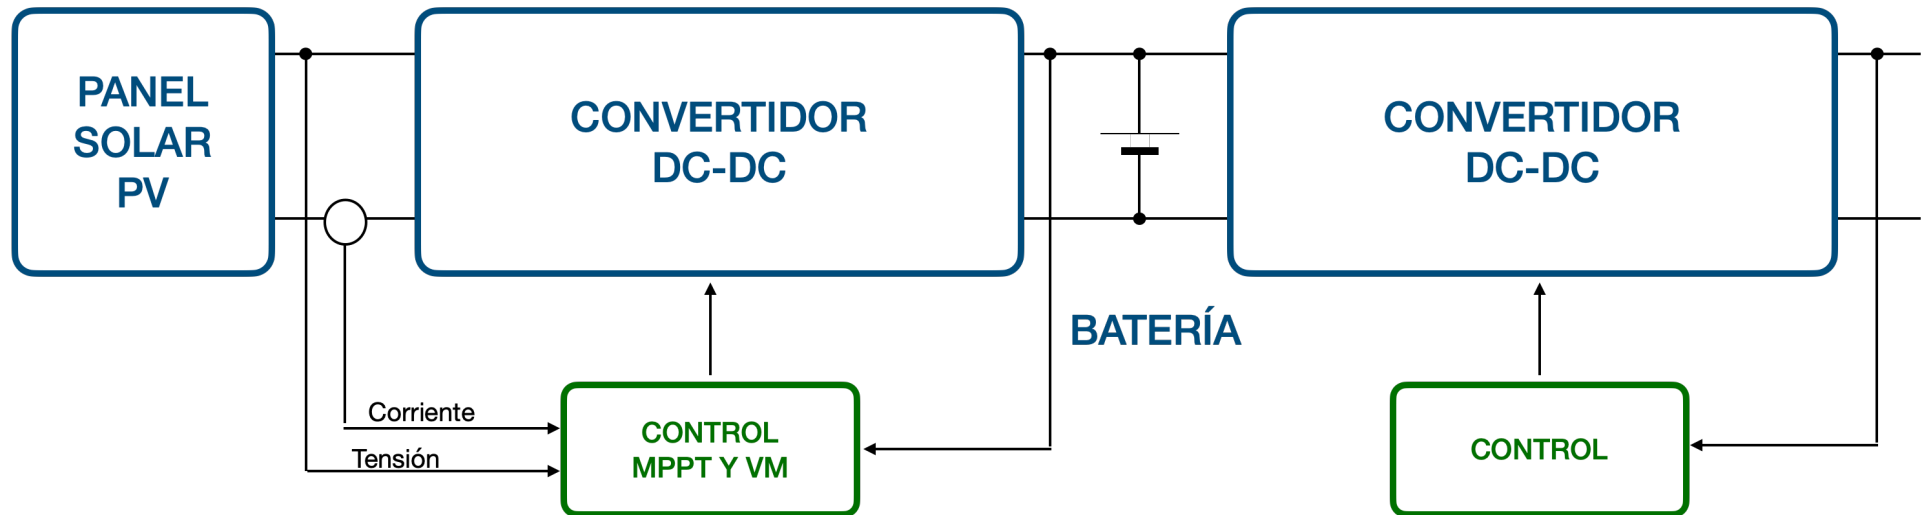 PANEL
SOLAR
PV
CONVERTIDOR
DC-DC
CONVERTIDOR
DC-DC
BATERÍA
Corriente
Tensión
CONTROL
MPPT Y VM
CONTROL